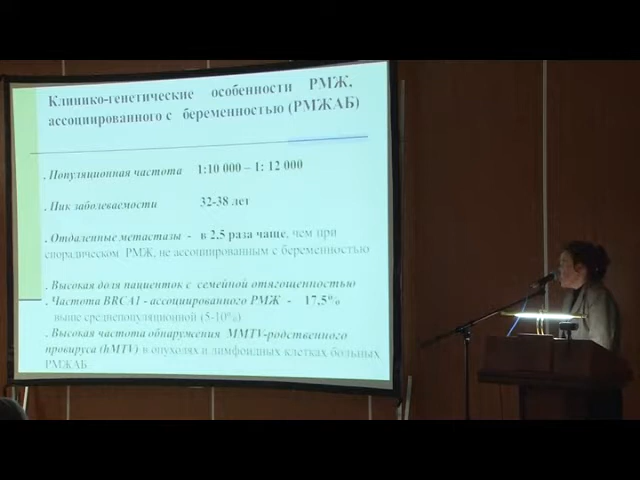 Клинико-генетические особенности РМЖ,
ассоциированного с беременностью (РМЖАБ)
. Популяционная частота 1:10 000 – 1: 12 000
. Пик заболеваемости 32-38 лет
. Отдаленные метастазы - в 2.5 раза чаще, чем при
спорадическом РМЖ, не ассоциированным с беременностью
. Высокая доля пациенток с семейной отягощенностью
. Частота BRCA1 - ассоциированного РМЖ - 17,5%
выше среднепопуляционной (5-10%)
. Высокая частота обнаружения MMTV-родственного
провируса (hMTV) в опухолях и лимфоидных клетках больных
РМЖАБ